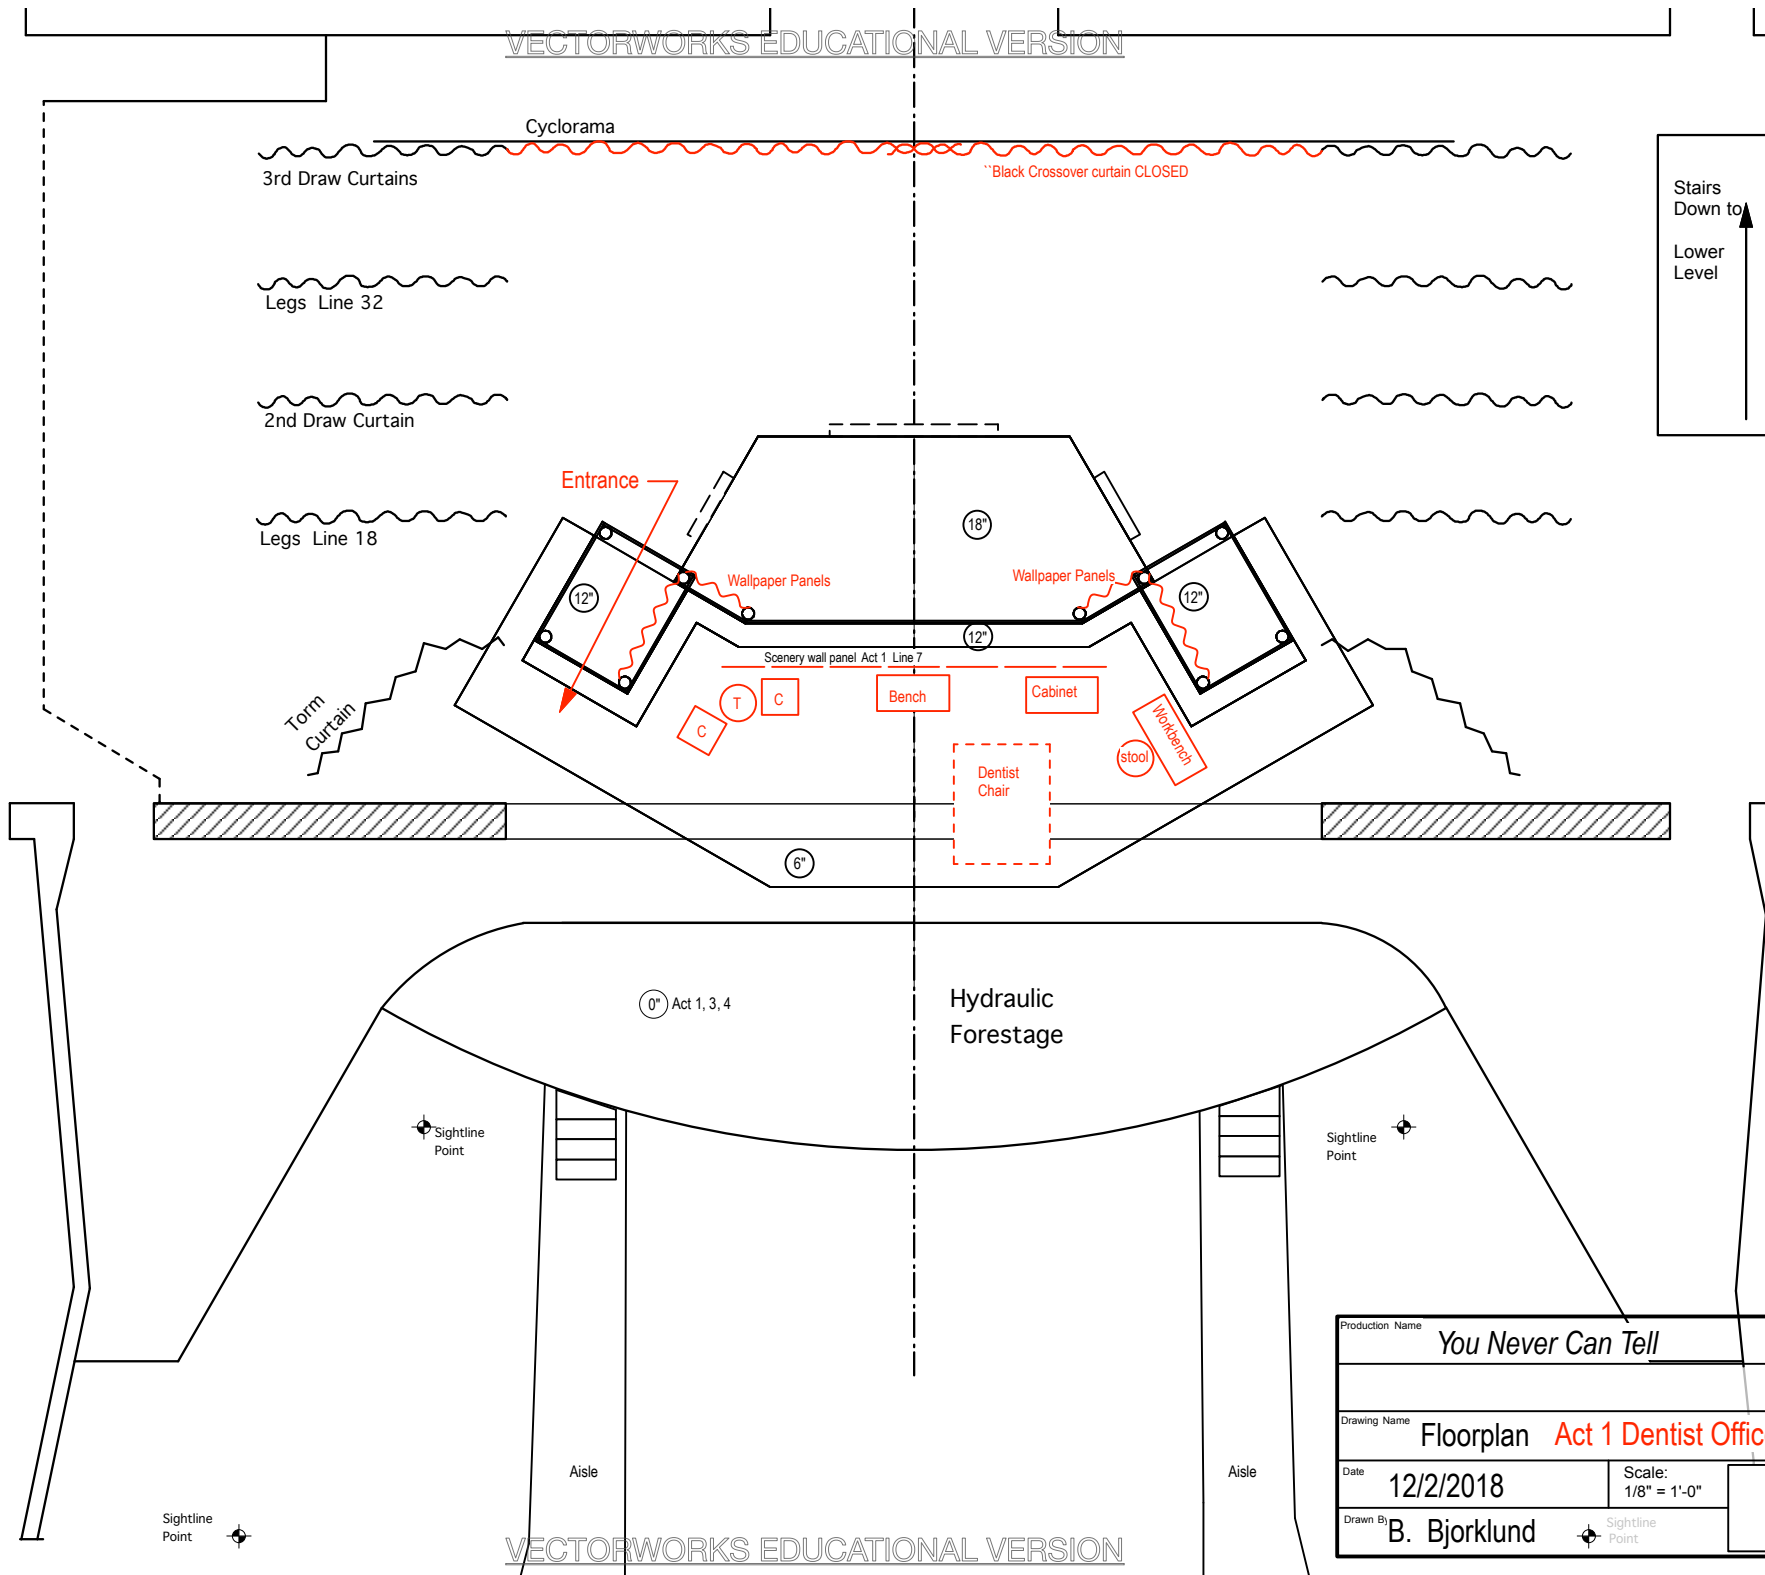 VECTORWORKS EDUCATIONAL VERSION
Cyclorama
3rd Draw Curtains
``Black Crossover curtain CLOSED
Stairs
Down to
Lower
Level
Legs Line 32
2nd Draw Curtain
Entrance
Legs Line 18
18"
Wallpaper Panels
Wallpaper Panels
12"
12"
12"
Scenery wall panel Act 1 Line 7
Torm
Curtain
T
C
C
Bench
Cabinet
Workbench
stool
Dentist
Chair
6"
0" Act 1, 3, 4
Hydraulic
Forestage
Sightline
Point
Sightline
Point
Aisle
Aisle
Sightline
Point
Production Name
You Never Can Tell
Drawing Name
Floorplan Act 1 Dentist Offic
Date
12/2/2018
Scale:
1/8" = 1'-0"
Drawn By
B. Bjorklund
Sightline
Point
VECTORWORKS EDUCATIONAL VERSION